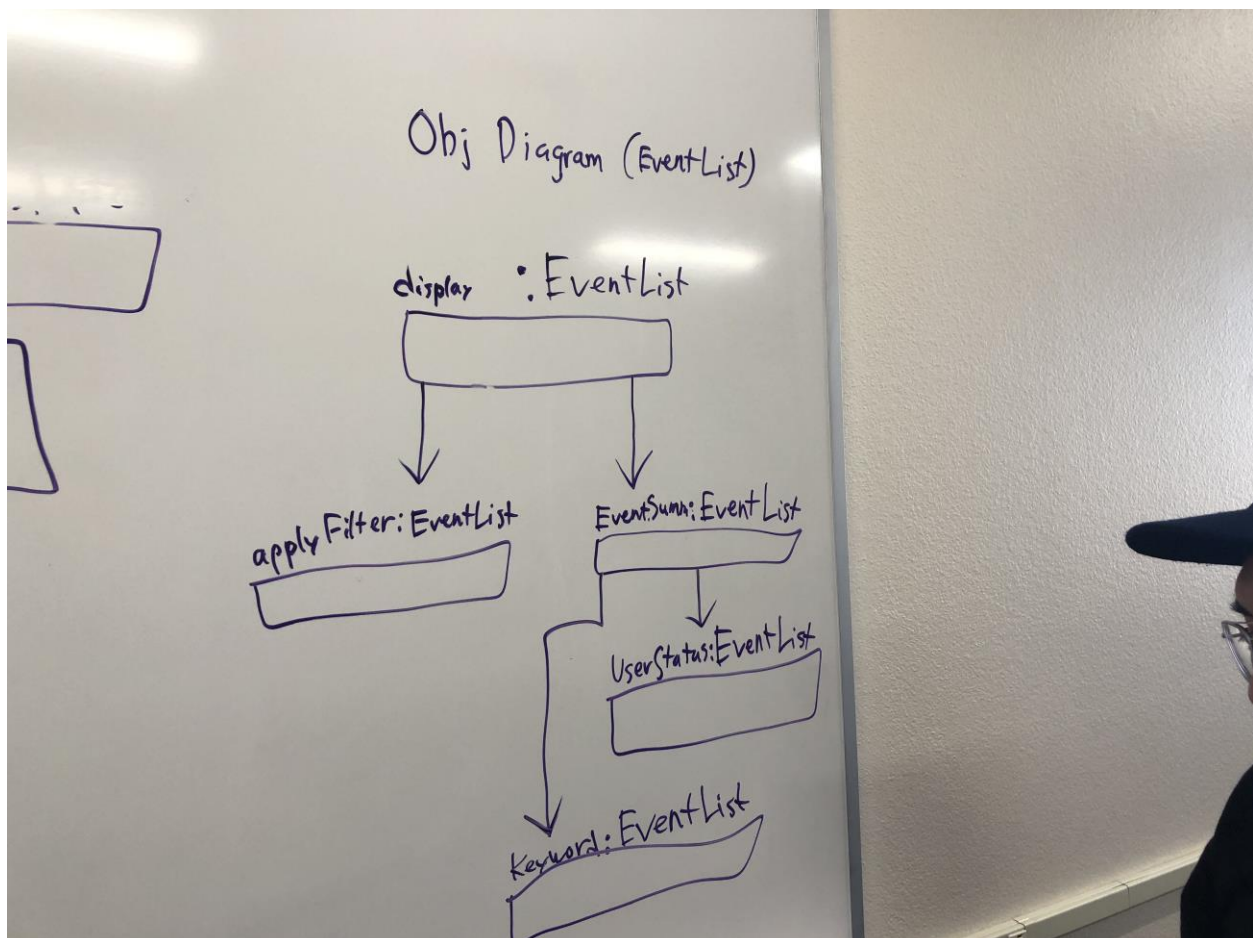 Obj Diagram (EventList)
display :EventList
applyFilter:EventList
EventSumm:EventList
UserStatus:EventList
Keyword:EventList